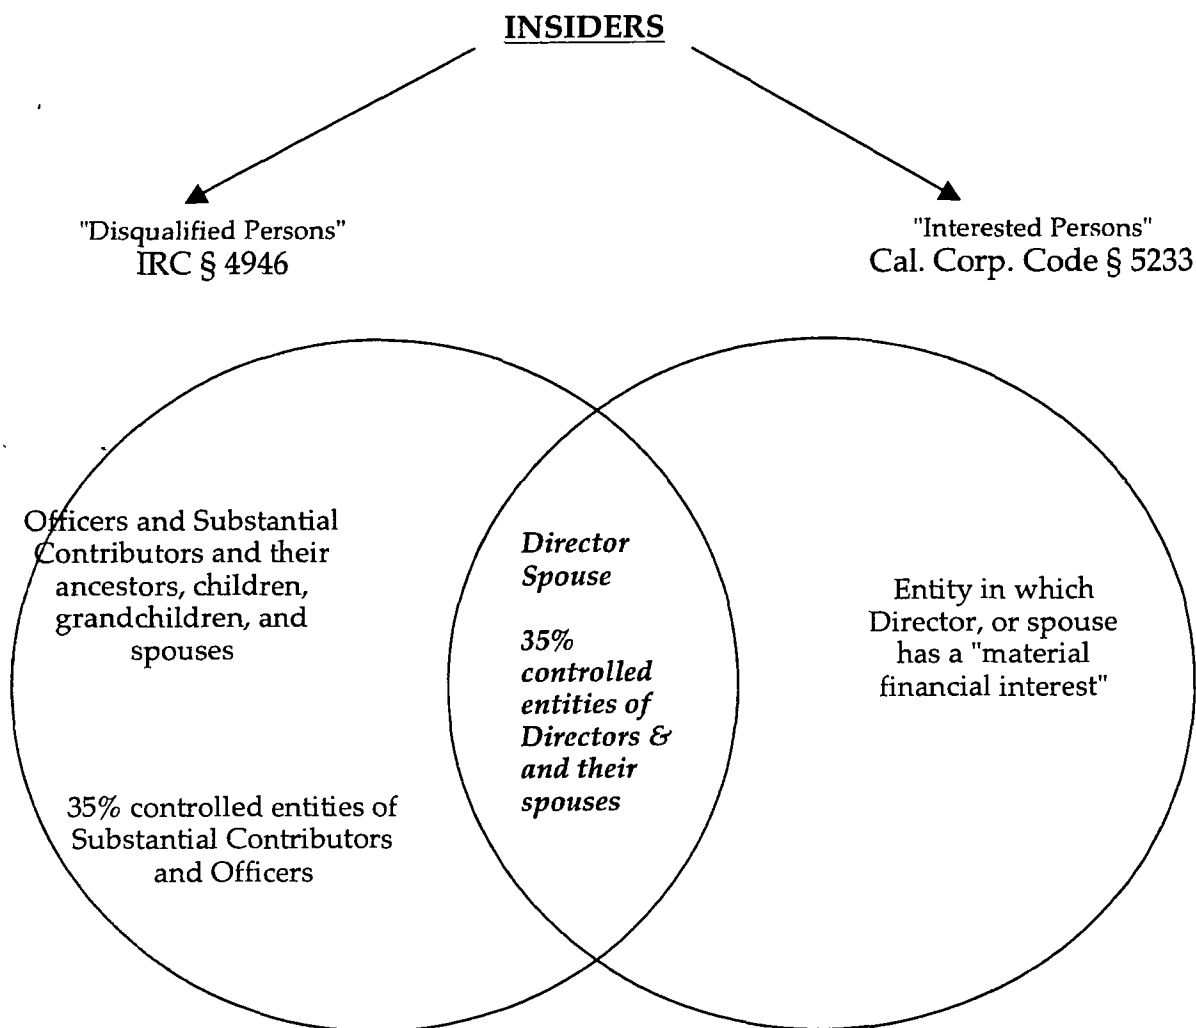 INSIDERS
"Disqualified Persons"
IRC § 4946
"Interested Persons"
Cal. Corp. Code § 5233
Officers and Substantial
Contributors and their
ancestors, children,
grandchildren, and
spouses
35% controlled entities of
Substantial Contributors
and Officers
Director
Spouse
35%
controlled
entities of
Directors &
and their
spouses
Entity in which
Director, or spouse
has a "material
financial interest"